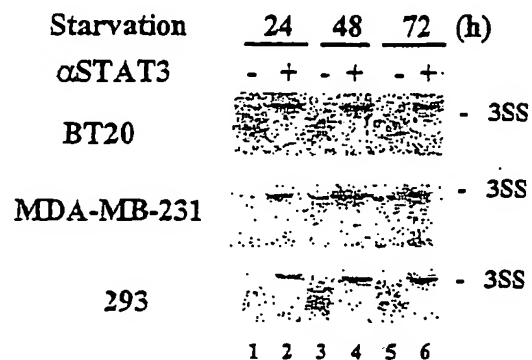 Starvation 24 48 72 (h)
αSTAT3 - + - + - +
BT20 - 3SS
MDA-MB-231 - 3SS
293 - 3SS
1 2 3 4 5 6